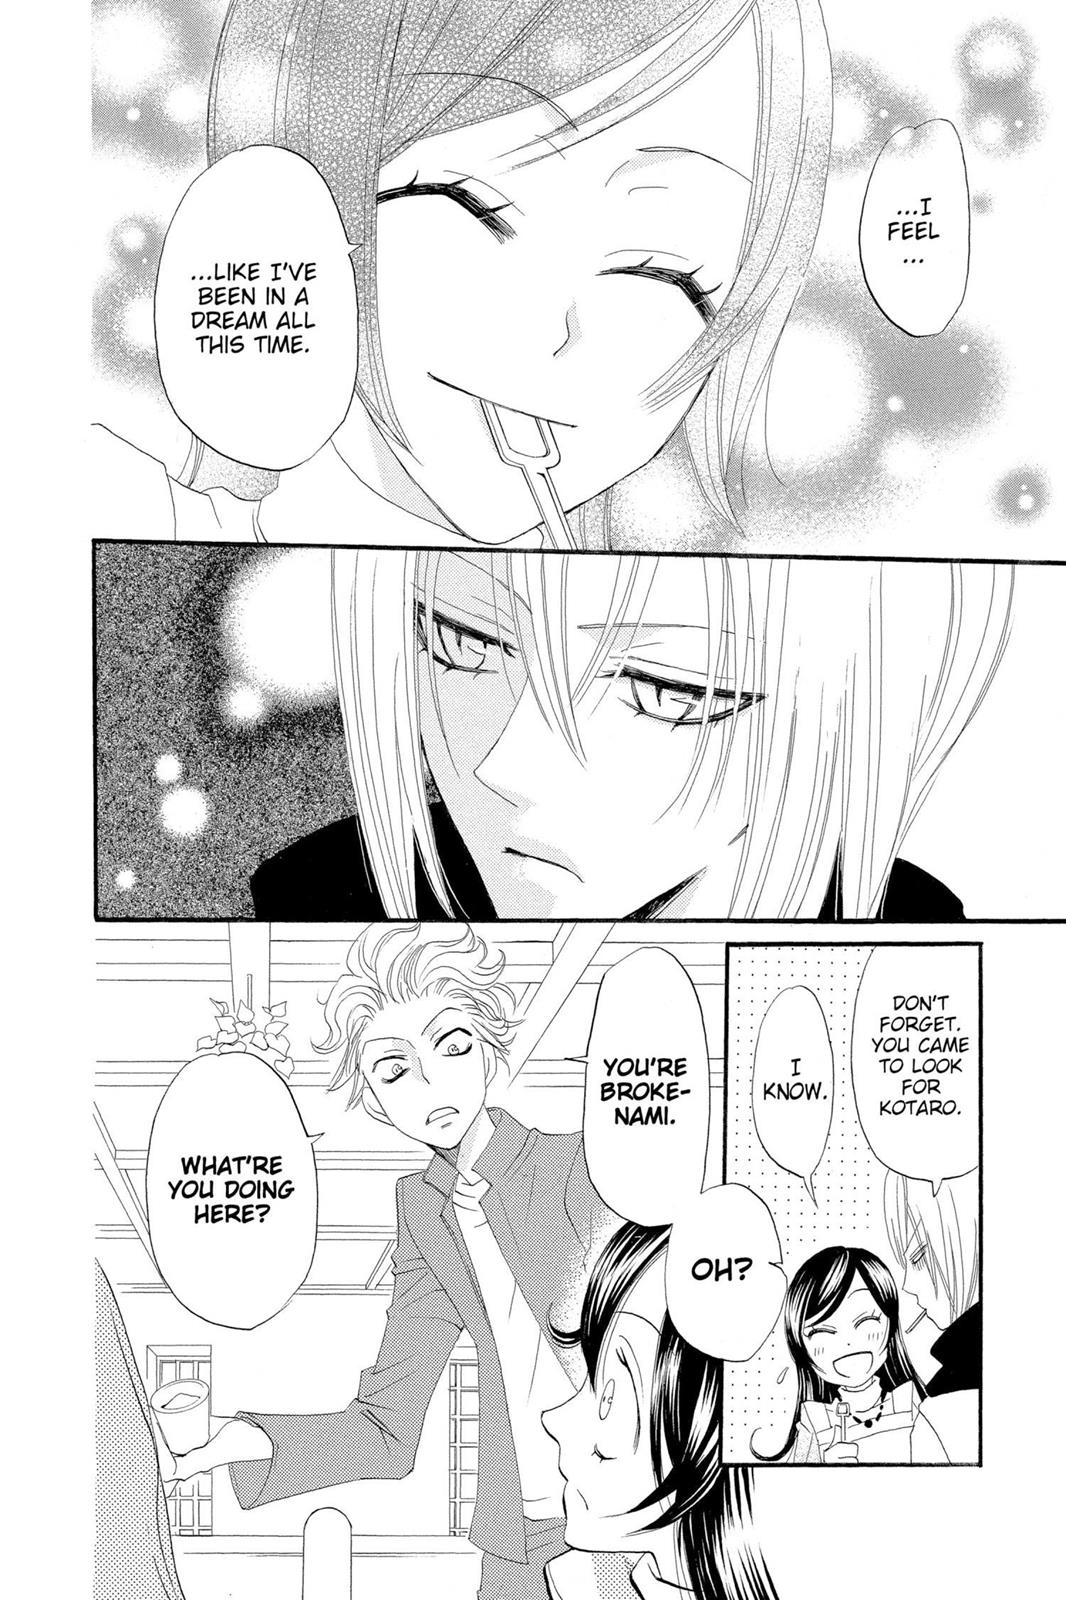 ...I
FEEL
...
...LIKE I'VE
BEEN IN A
DREAM ALL
THIS TIME.
DON'T
FORGET.
YOU CAME
TO LOOK
FOR
KOTARO.
I
KNOW.
YOU'RE
BROKE-
NAMI.
OH?
WHAT'RE
YOU DOING
HERE?